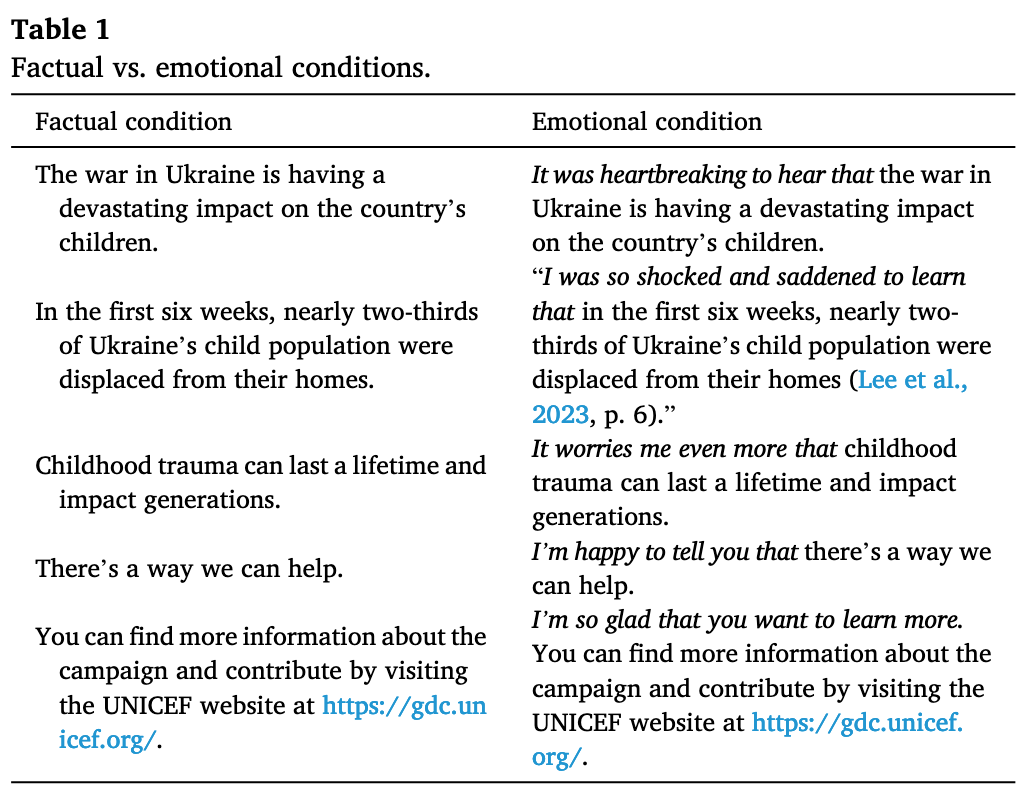 Table 1
Factual vs. emotional conditions.
Factual condition
Emotional condition
The war in Ukraine is having a
devastating impact on the country’s
children.
It was heartbreaking to hear that the war in
Ukraine is having a devastating impact
on the country’s children.
In the first six weeks, nearly two-thirds
of Ukraine’s child population were
displaced from their homes.
“I was so shocked and saddened to learn
that in the first six weeks, nearly two-
thirds of Ukraine’s child population were
displaced from their homes (Lee et al.,
2023, p. 6).”
Childhood trauma can last a lifetime and
impact generations.
It worries me even more that childhood
trauma can last a lifetime and impact
generations.
There’s a way we can help.
I’m happy to tell you that there’s a way we
can help.
You can find more information about the
campaign and contribute by visiting
the UNICEF website at https://gdc.un
icef.org/.
I’m so glad that you want to learn more.
You can find more information about the
campaign and contribute by visiting the
UNICEF website at https://gdc.unicef.
org/.